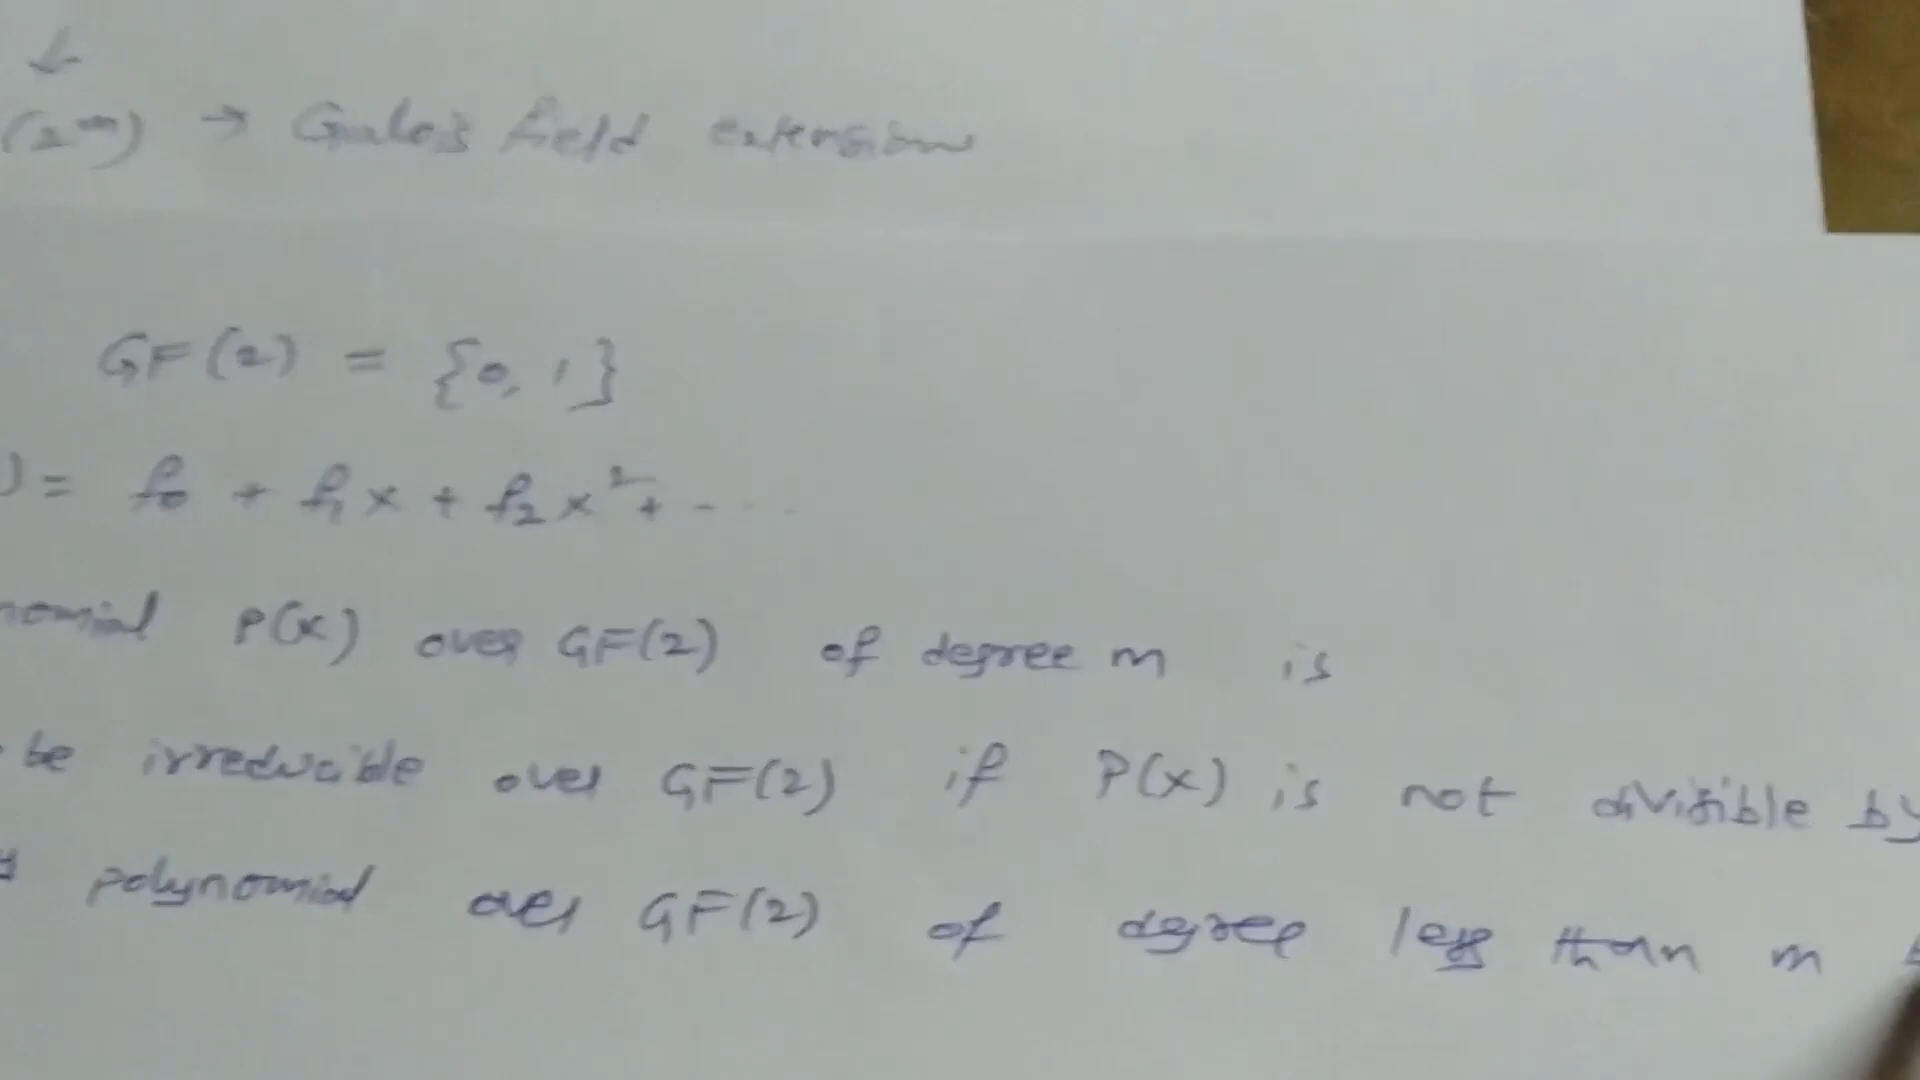 (2^m) → Galois field extension
GF(2) = {0, 1}
) = f₀ + f₁x + f₂x² + - ...
nomial P(x) over GF(2) of degree m is
be irreducible over GF(2) if P(x) is not divisible by
polynomial over GF(2) of degree less than m